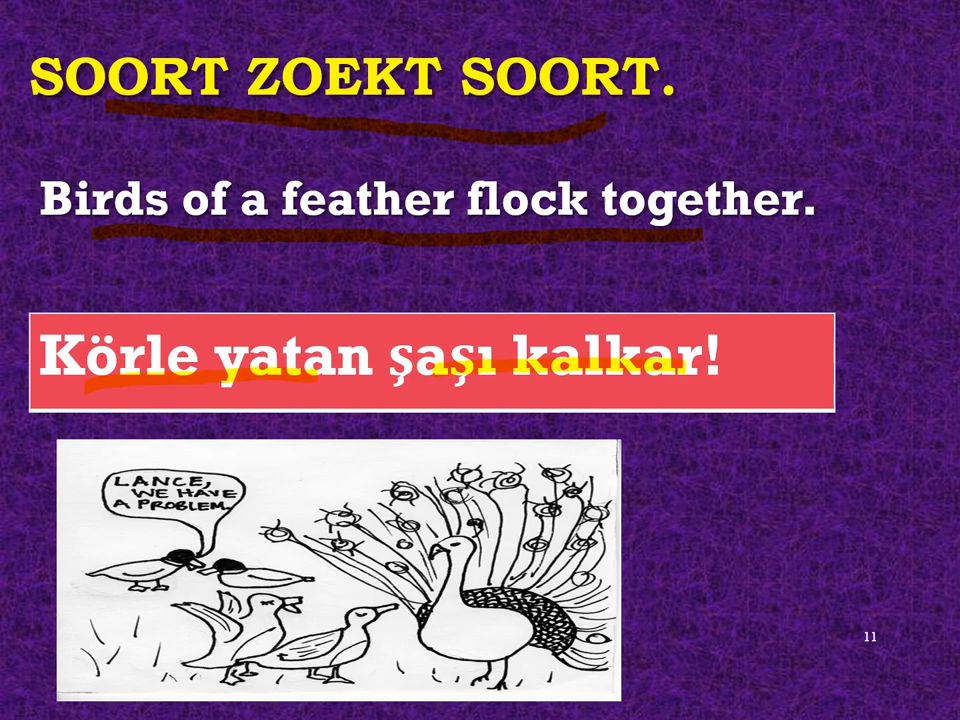 SOORT ZOEKT SOORT.
Birds of a feather flock together.
Körle yatan şaşı kalkar!
LANCE,
WE HAVE
A PROBLEM.
11